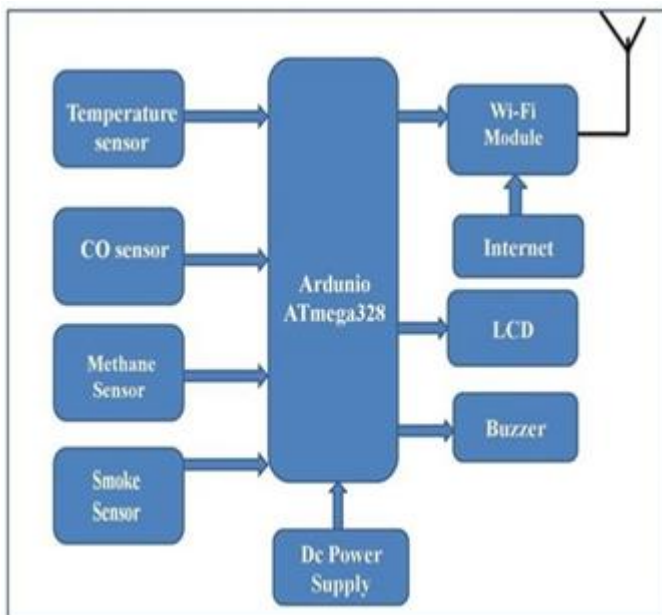 Temperature
sensor
CO sensor
Methane
Sensor
Smoke
Sensor
Ardunio
ATmega328
Wi-Fi
Module
Internet
LCD
Buzzer
Dc Power
Supply